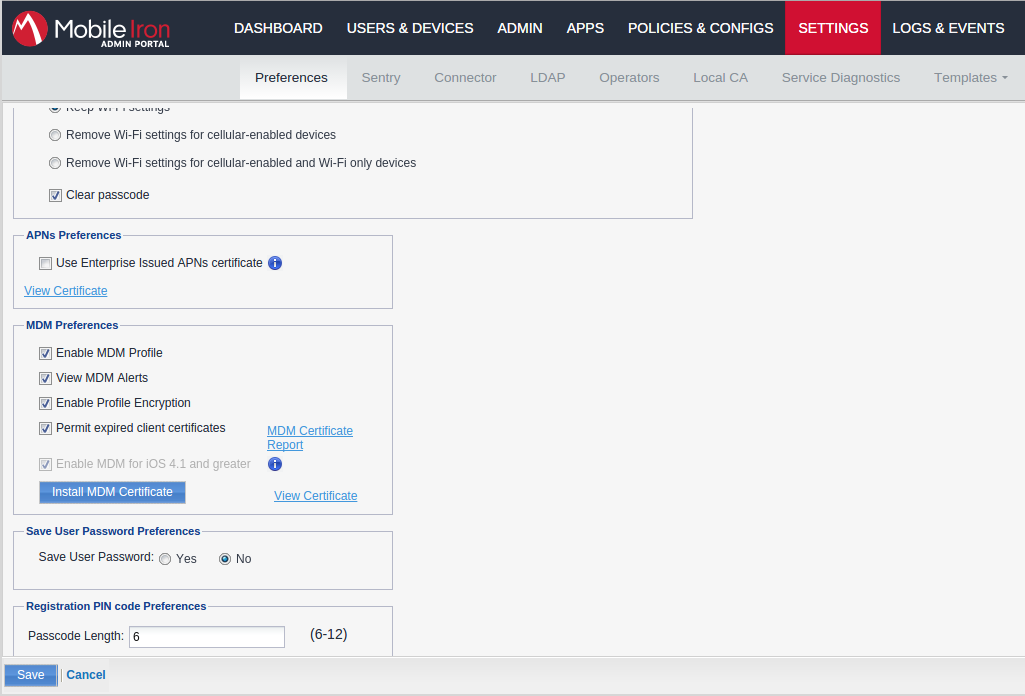 MobileIron
ADMIN PORTAL
DASHBOARD USERS & DEVICES ADMIN APPS POLICIES & CONFIGS SETTINGS LOGS & EVENTS
Preferences Sentry Connector LDAP Operators Local CA Service Diagnostics Templates
Keep Wi-Fi settings
Remove Wi-Fi settings for cellular-enabled devices
Remove Wi-Fi settings for cellular-enabled and Wi-Fi only devices
Clear passcode
APNs Preferences
Use Enterprise Issued APNs certificate i
View Certificate
MDM Preferences
Enable MDM Profile
View MDM Alerts
Enable Profile Encryption
Permit expired client certificates
MDM Certificate
Report
Enable MDM for iOS 4.1 and greater i
Install MDM Certificate View Certificate
Save User Password Preferences
Save User Password: Yes No
Registration PIN code Preferences
Passcode Length: 6 (6-12)
Save | Cancel